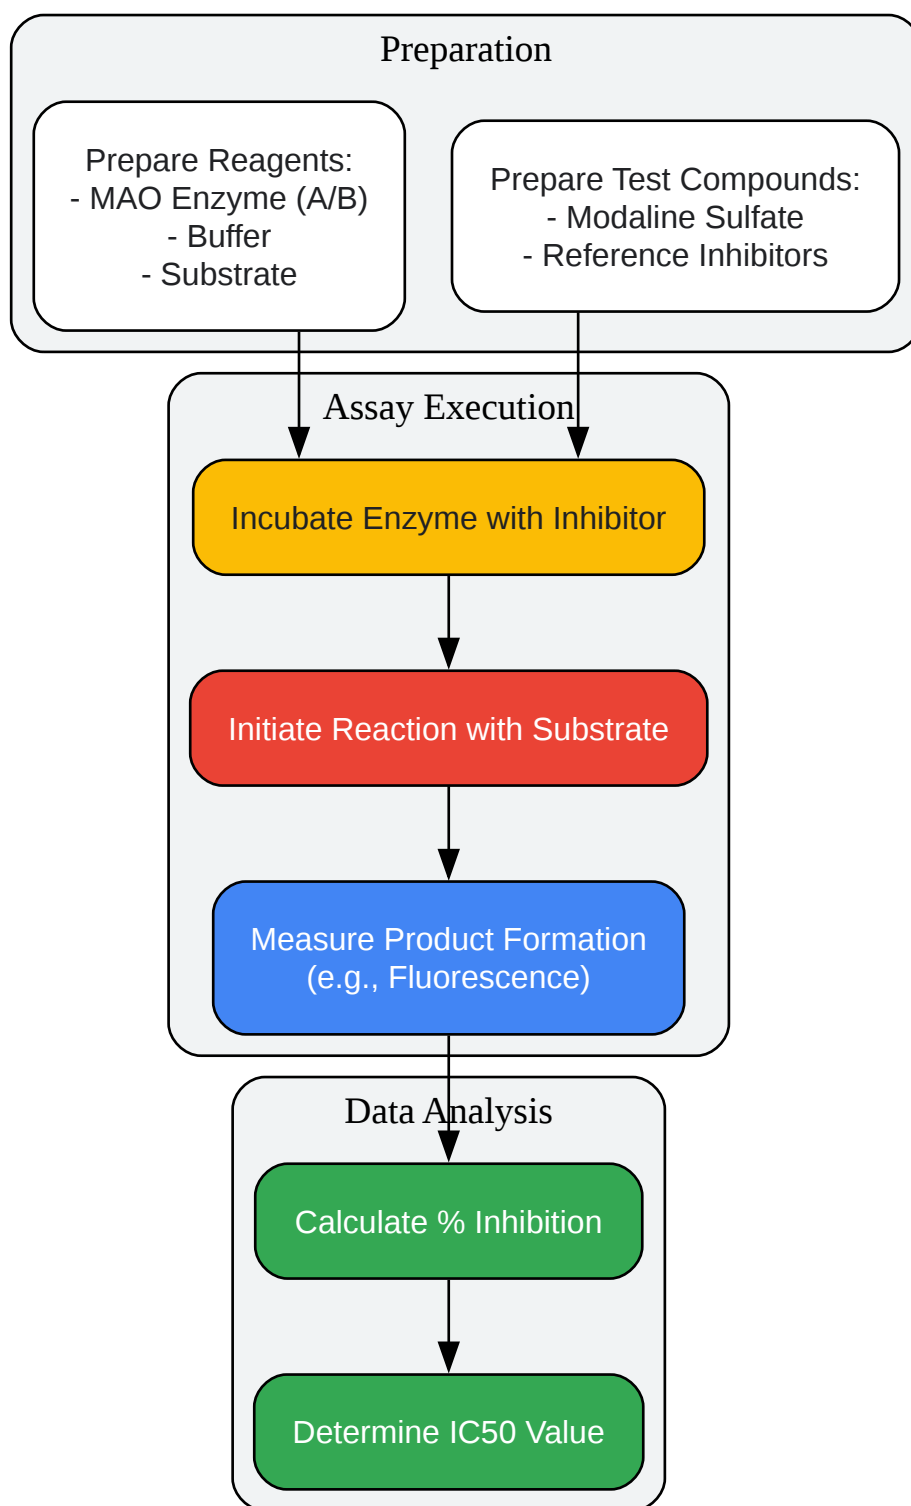 Preparation
Prepare Reagents:
- MAO Enzyme (A/B)
- Buffer
- Substrate
Prepare Test Compounds:
- Modaline Sulfate
- Reference Inhibitors
Assay Execution
Incubate Enzyme with Inhibitor
Initiate Reaction with Substrate
Measure Product Formation
(e.g., Fluorescence)
Data Analysis
Calculate % Inhibition
Determine IC50 Value